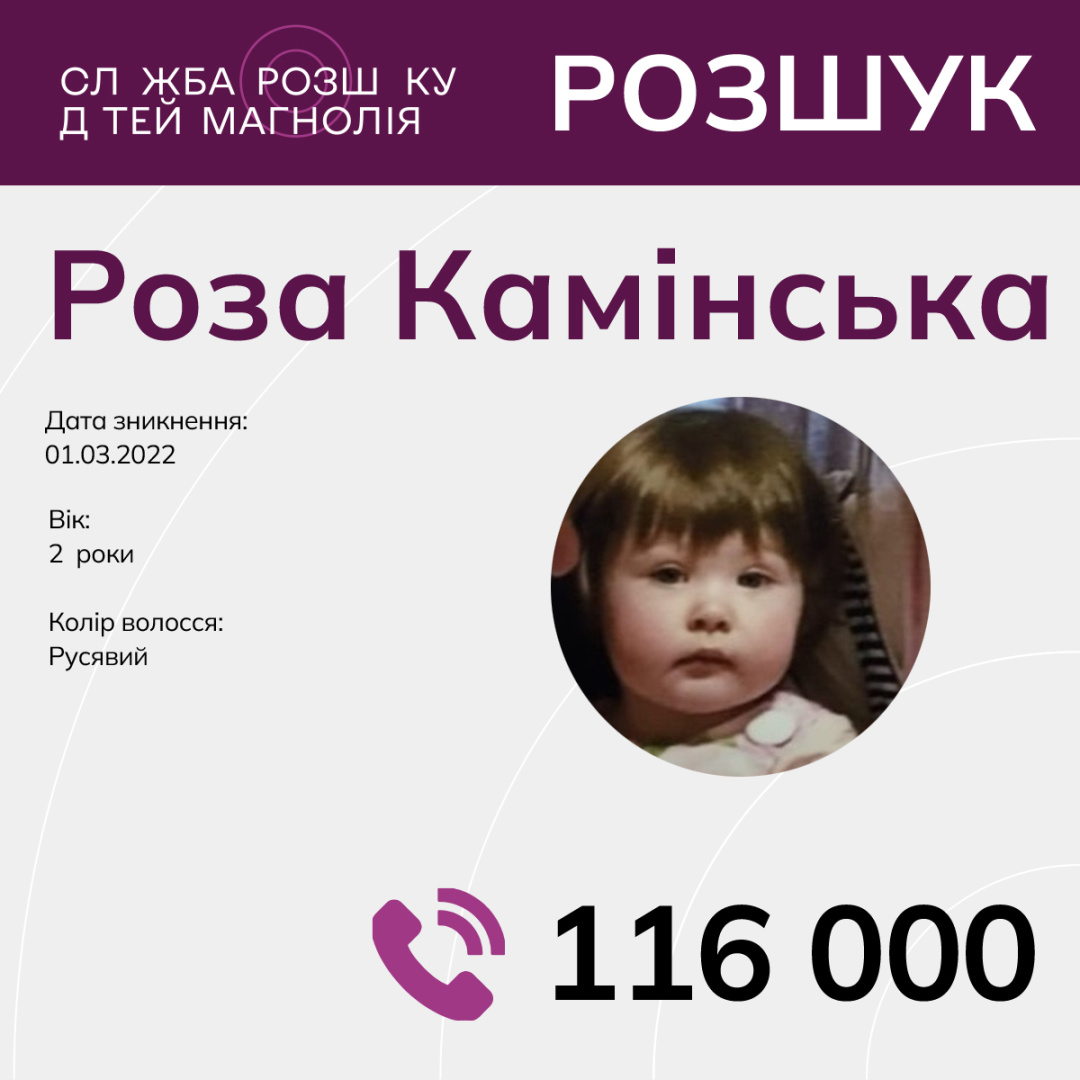 СЛ ЖБА РОЗШ КУ
Д ТЕЙ МАГНОЛІЯ
РОЗШУК
Роза Камінська
Дата зникнення:
01.03.2022
Вік:
2 роки
Колір волосся:
Русявий
116 000